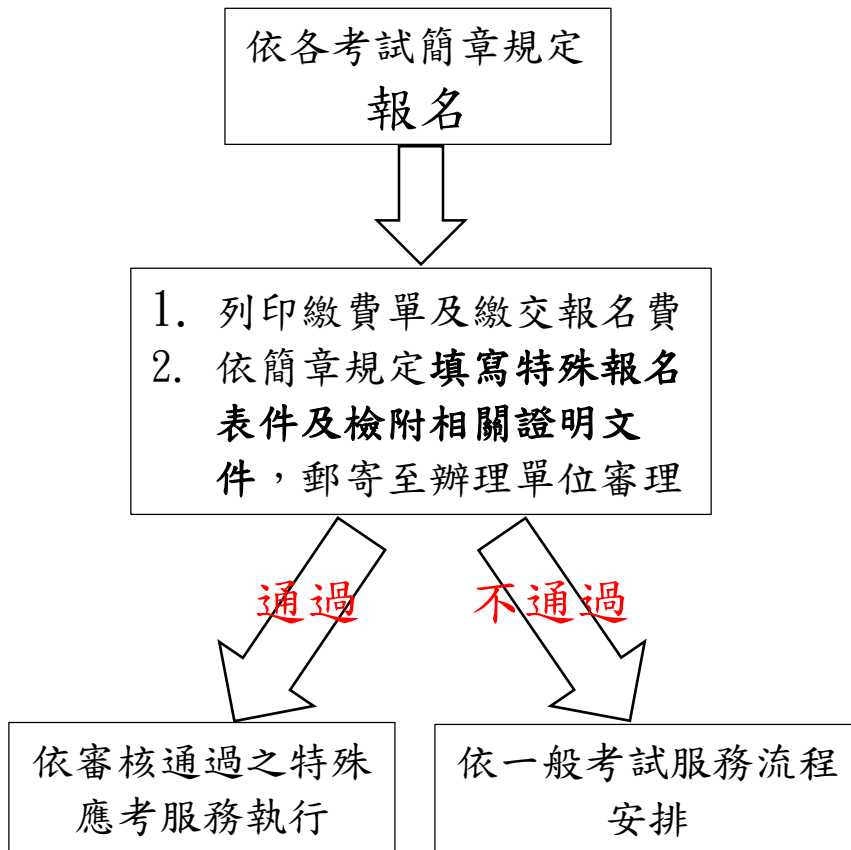 依各考試簡章規定
報名
1. 列印繳費單及繳交報名費
2. 依簡章規定填寫特殊報名
表件及檢附相關證明文
件，郵寄至辦理單位審理
通過
不通過
依審核通過之特殊
應考服務執行
依一般考試服務流程
安排